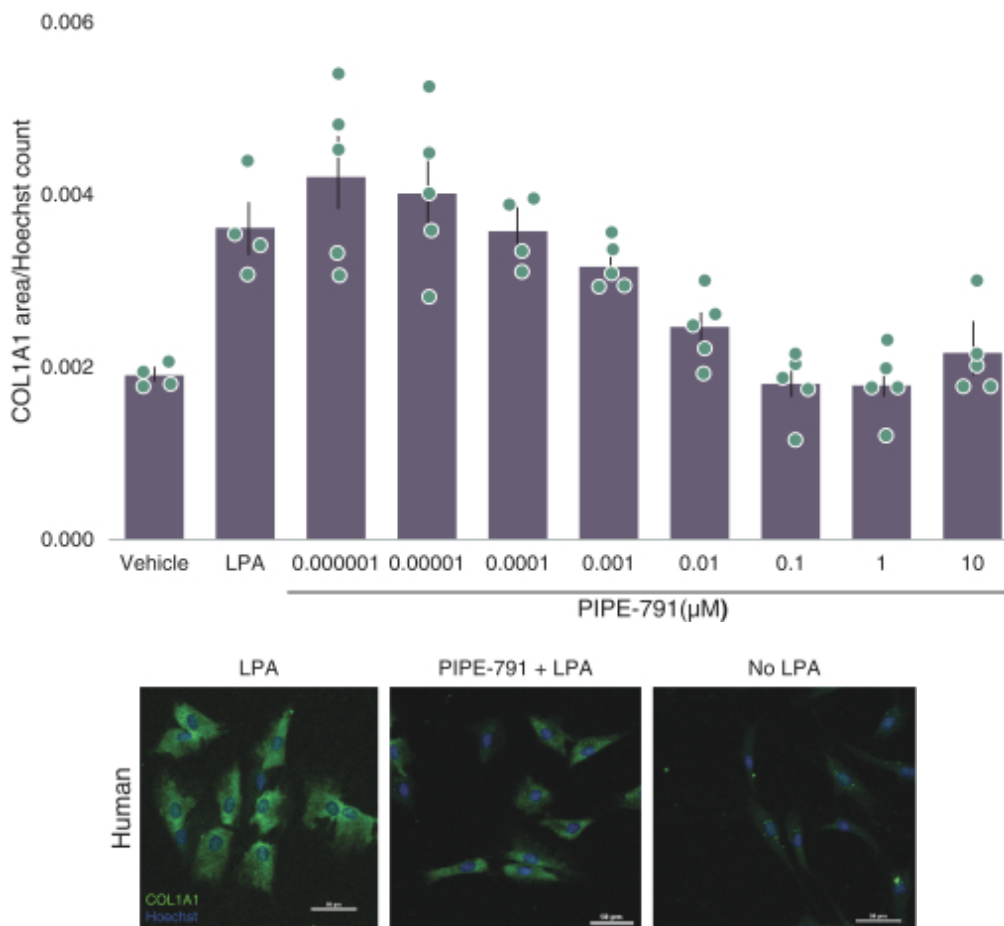 0.006
COL1A1 area/Hoechst count
0.004
0.002
0.000
Vehicle LPA 0.000001 0.00001 0.0001 0.001 0.01 0.1 1 10
PIPE-791(µM)
LPA PIPE-791 + LPA No LPA
Human
COL1A1
Hoechst
50 µm